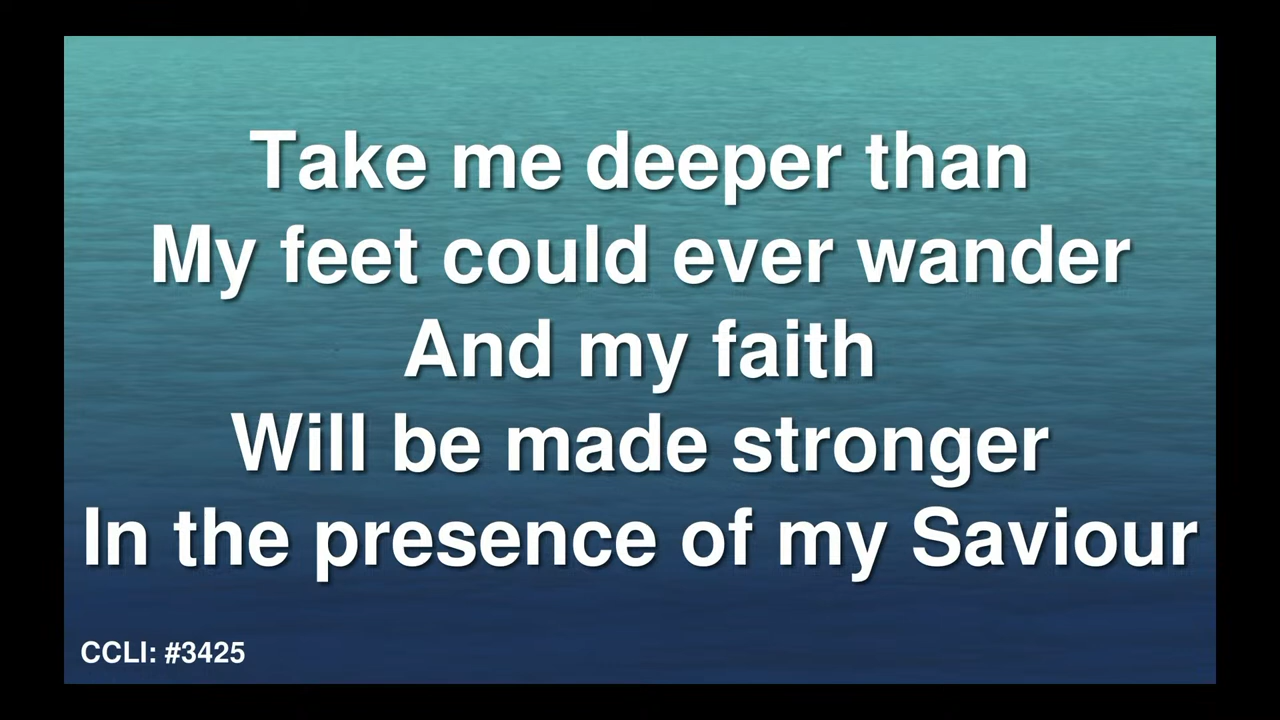 Take me deeper than
My feet could ever wander
And my faith
Will be made stronger
In the presence of my Saviour
CCLI: #3425